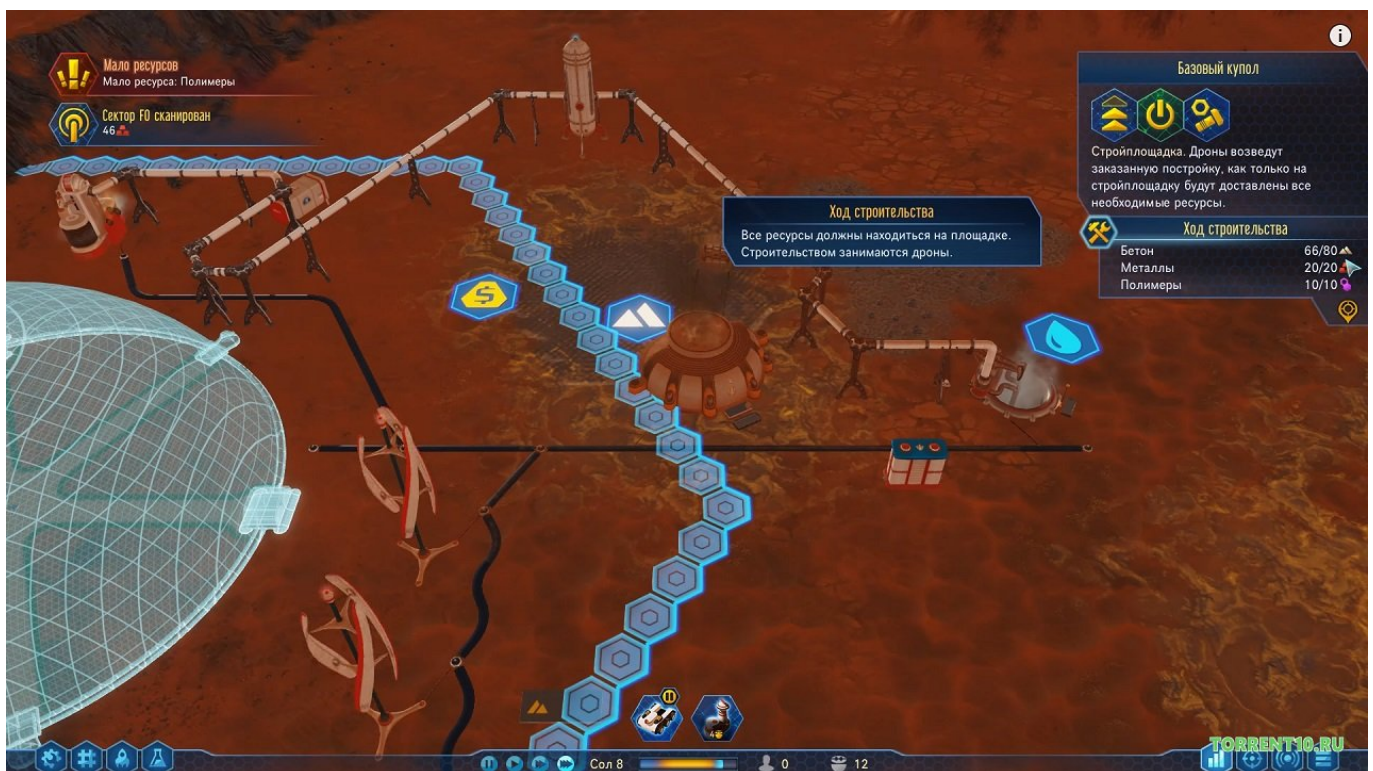 Мало ресурсов
Мало ресурса: Полимеры
Сектор F0 сканирован
46
Базовый купол
Стройплощадка. Дроны возведут
заказанную постройку, как только на
стройплощадку будут доставлены все
необходимые ресурсы.
Ход строительства
Все ресурсы должны находиться на площадке.
Строительством занимаются дроны.
Ход строительства
Бетон 66/80
Металлы 20/20
Полимеры 10/10
Сол 8 0 12
TORRENT10.RU